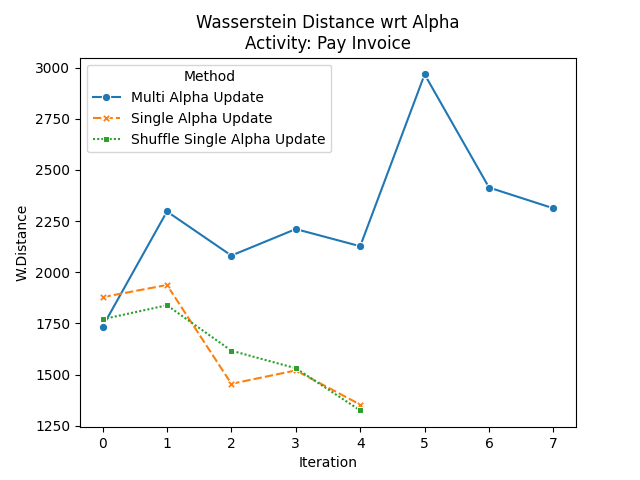 Wasserstein Distance wrt Alpha
Activity: Pay Invoice
Method
Multi Alpha Update
Single Alpha Update
Shuffle Single Alpha Update
3000
2750
2500
2250
2000
1750
1500
1250
W.Distance
0 1 2 3 4 5 6 7
Iteration